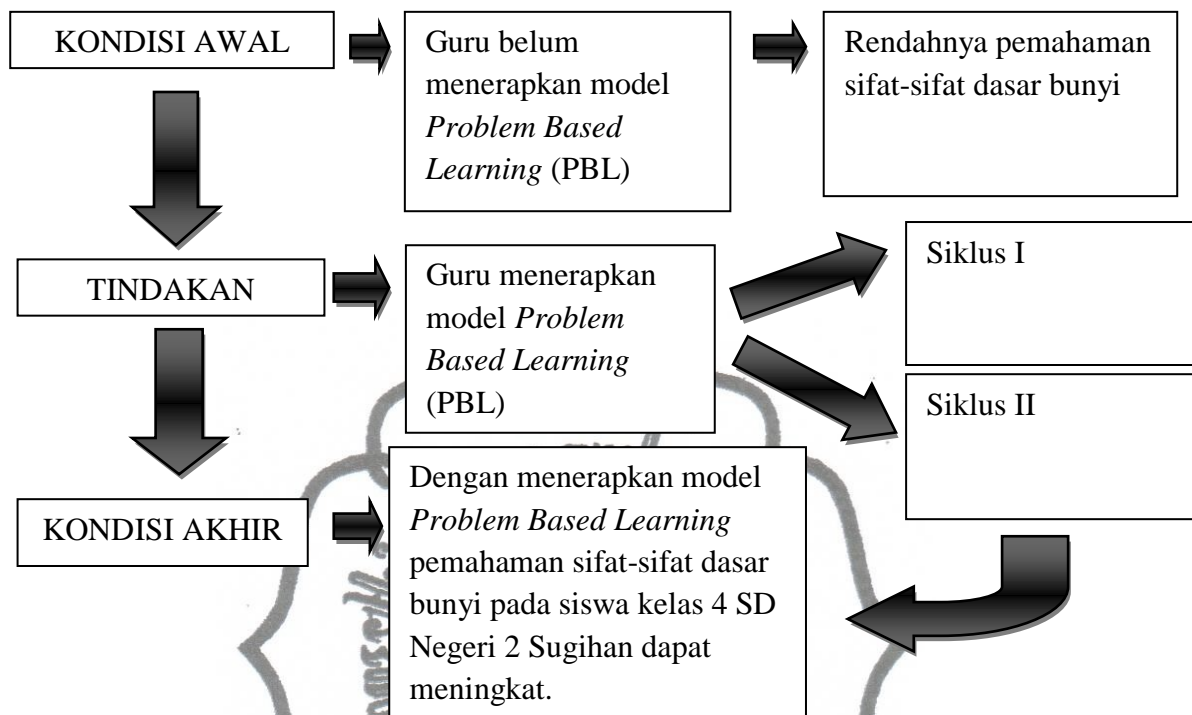 KONDISI AWAL
Guru belum
menerapkan model
Problem Based
Learning (PBL)
Rendahnya pemahaman
sifat-sifat dasar bunyi
TINDAKAN
Guru menerapkan
model Problem
Based Learning
(PBL)
Siklus I
Siklus II
KONDISI AKHIR
Dengan menerapkan model
Problem Based Learning
pemahaman sifat-sifat dasar
bunyi pada siswa kelas 4 SD
Negeri 2 Sugihan dapat
meningkat.